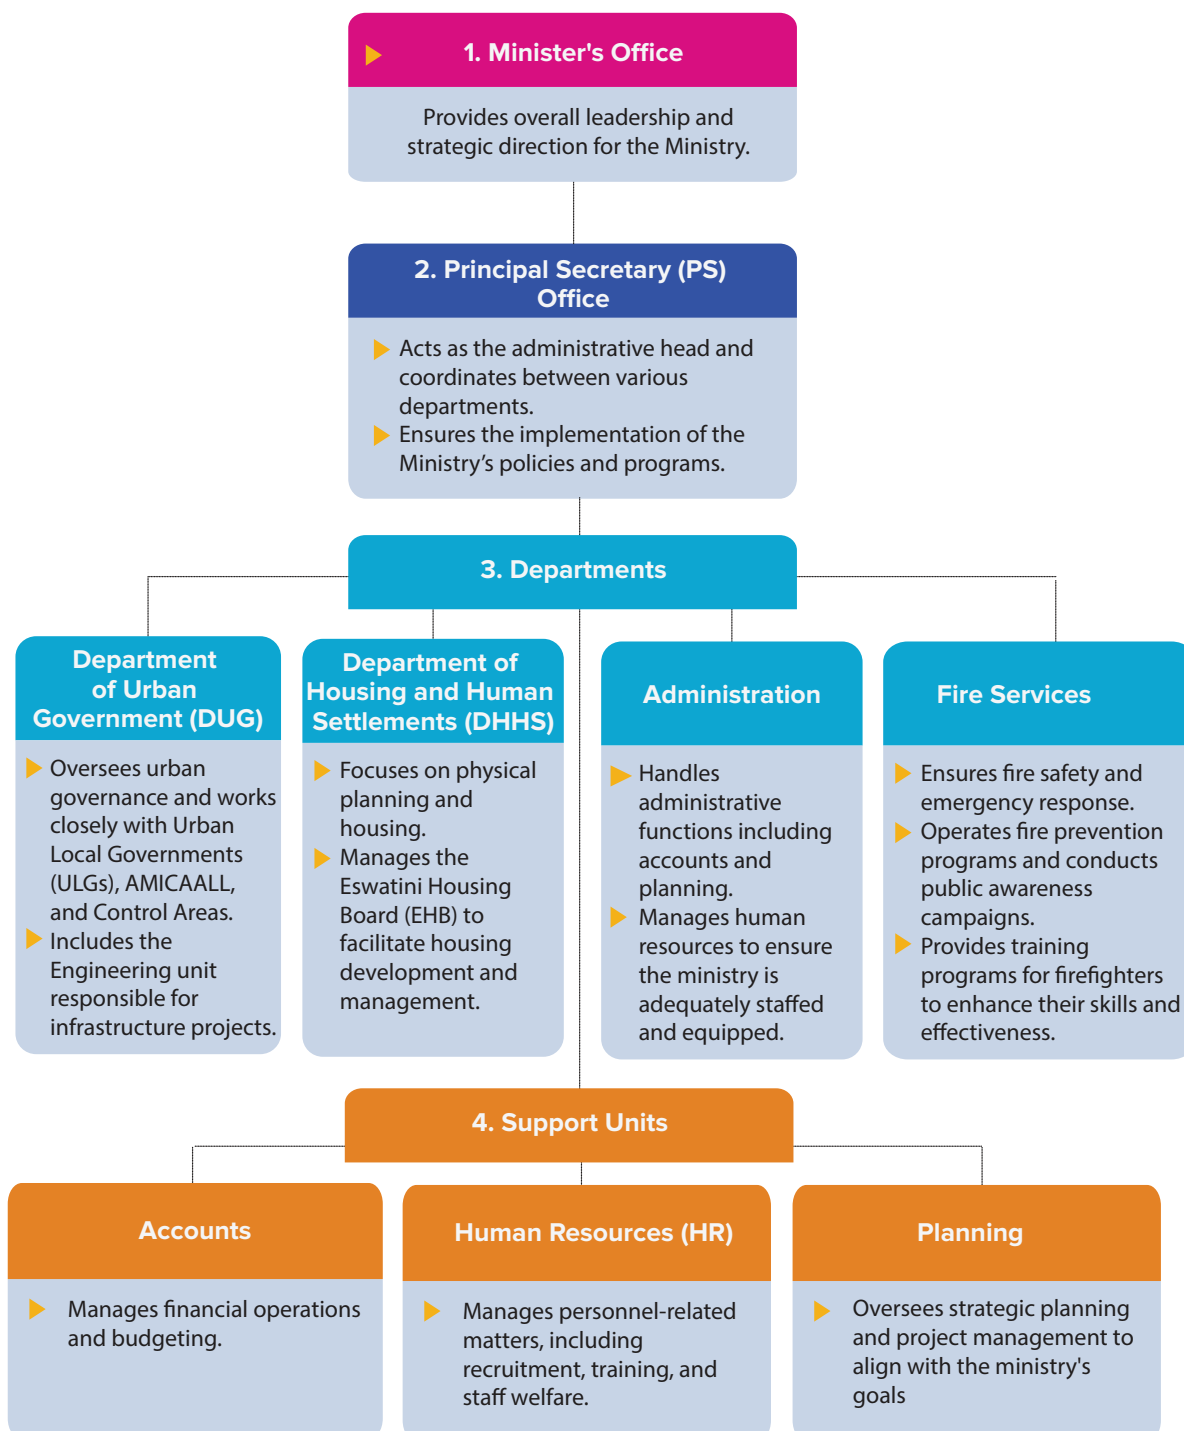 1. Minister's Office
Provides overall leadership and
strategic direction for the Ministry.
2. Principal Secretary (PS)
Office
Acts as the administrative head and
coordinates between various
departments.
Ensures the implementation of the
Ministry’s policies and programs.
3. Departments
Department
of Urban
Government (DUG)
Oversees urban
governance and works
closely with Urban
Local Governments
(ULGs), AMICAALL,
and Control Areas.
Includes the
Engineering unit
responsible for
infrastructure projects.
Department of
Housing and Human
Settlements (DHHS)
Focuses on physical
planning and
housing.
Manages the
Eswatini Housing
Board (EHB) to
facilitate housing
development and
management.
Administration
Handles
administrative
functions including
accounts and
planning.
Manages human
resources to ensure
the ministry is
adequately staffed
and equipped.
Fire Services
Ensures fire safety and
emergency response.
Operates fire prevention
programs and conducts
public awareness
campaigns.
Provides training
programs for firefighters
to enhance their skills and
effectiveness.
4. Support Units
Accounts
Manages financial operations
and budgeting.
Human Resources (HR)
Manages personnel-related
matters, including
recruitment, training, and
staff welfare.
Planning
Oversees strategic planning
and project management to
align with the ministry's
goals